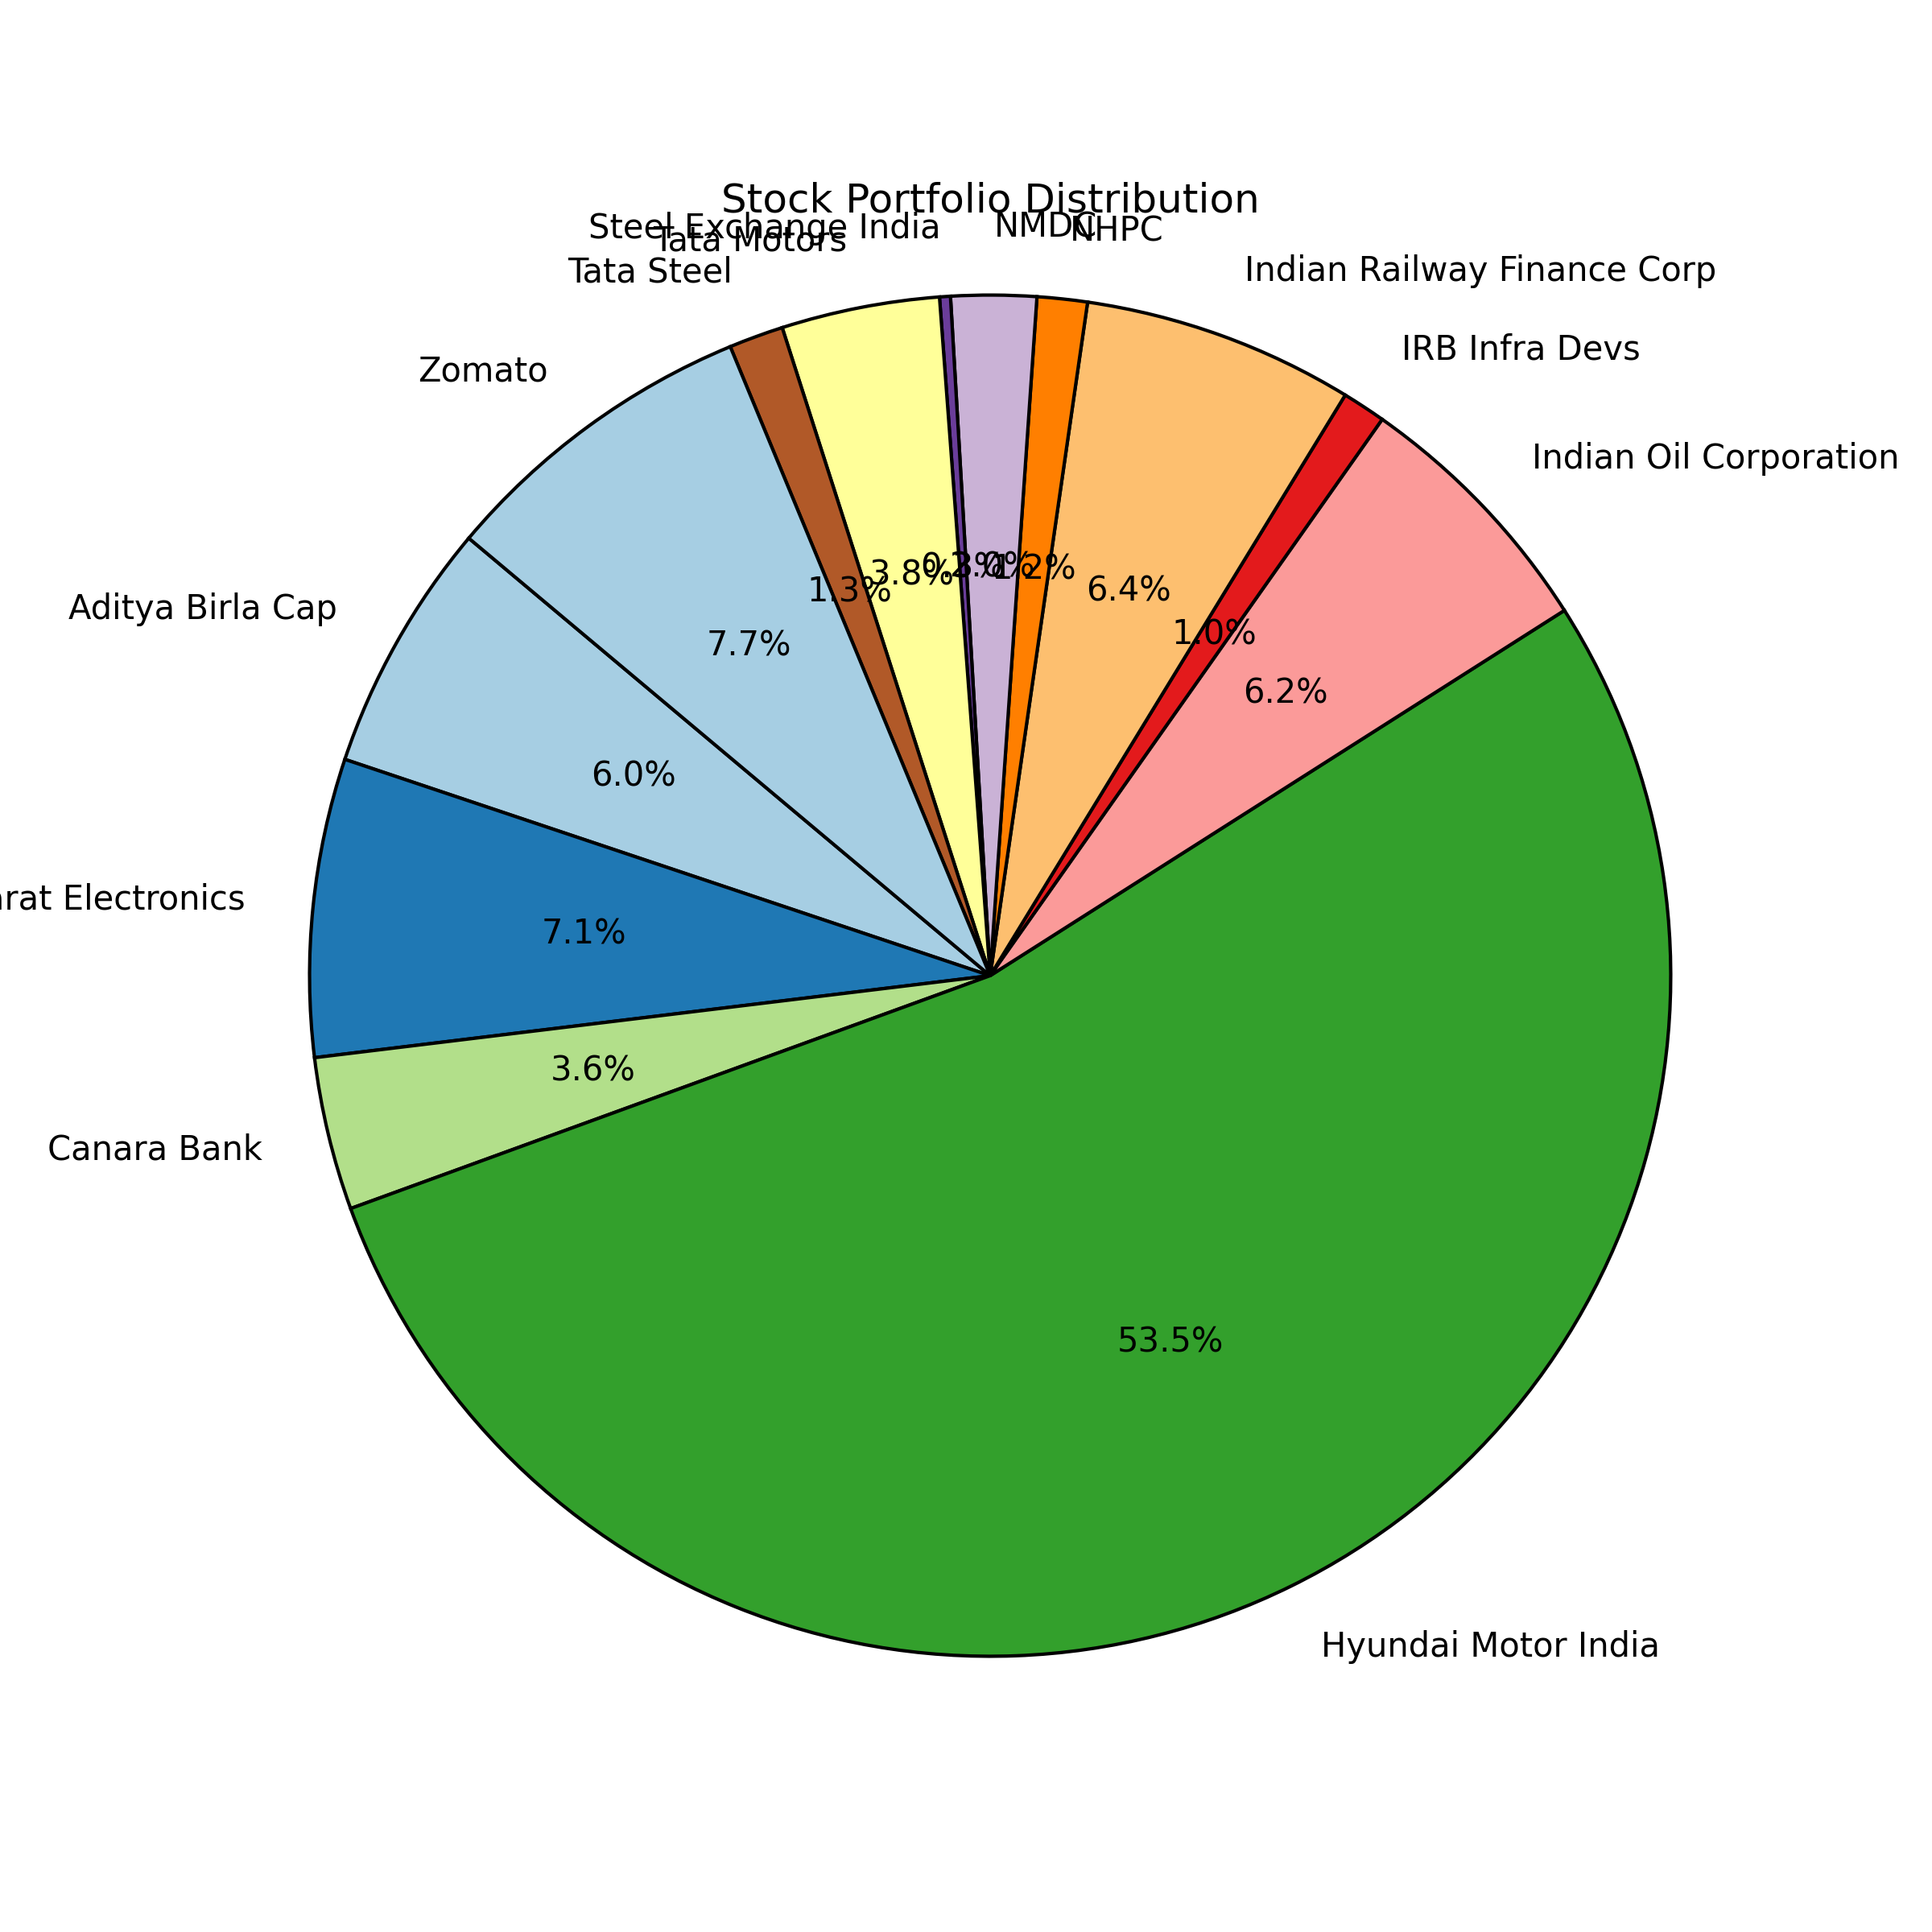 Stock Portfolio Distribution
Steel Exchange India
NMDC
NHPC
Tata Motors
Tata Steel
Indian Railway Finance Corp
IRB Infra Devs
Zomato
Indian Oil Corporation
3.8%
1.2%
1.3%
6.4%
Aditya Birla Cap
1.0%
7.7%
6.2%
6.0%
arat Electronics
7.1%
3.6%
Canara Bank
53.5%
Hyundai Motor India